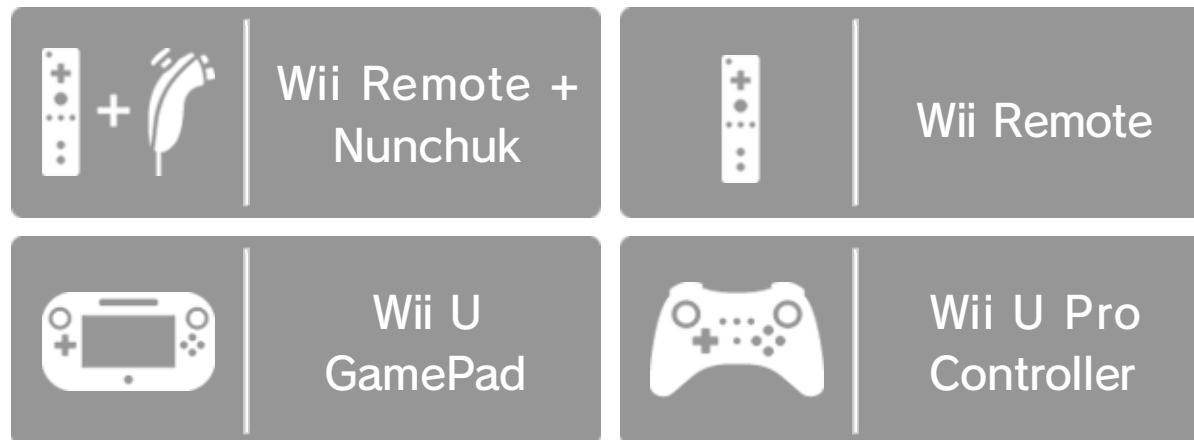 Wii Remote +
Nunchuk
Wii Remote
Wii U
GamePad
Wii U Pro
Controller